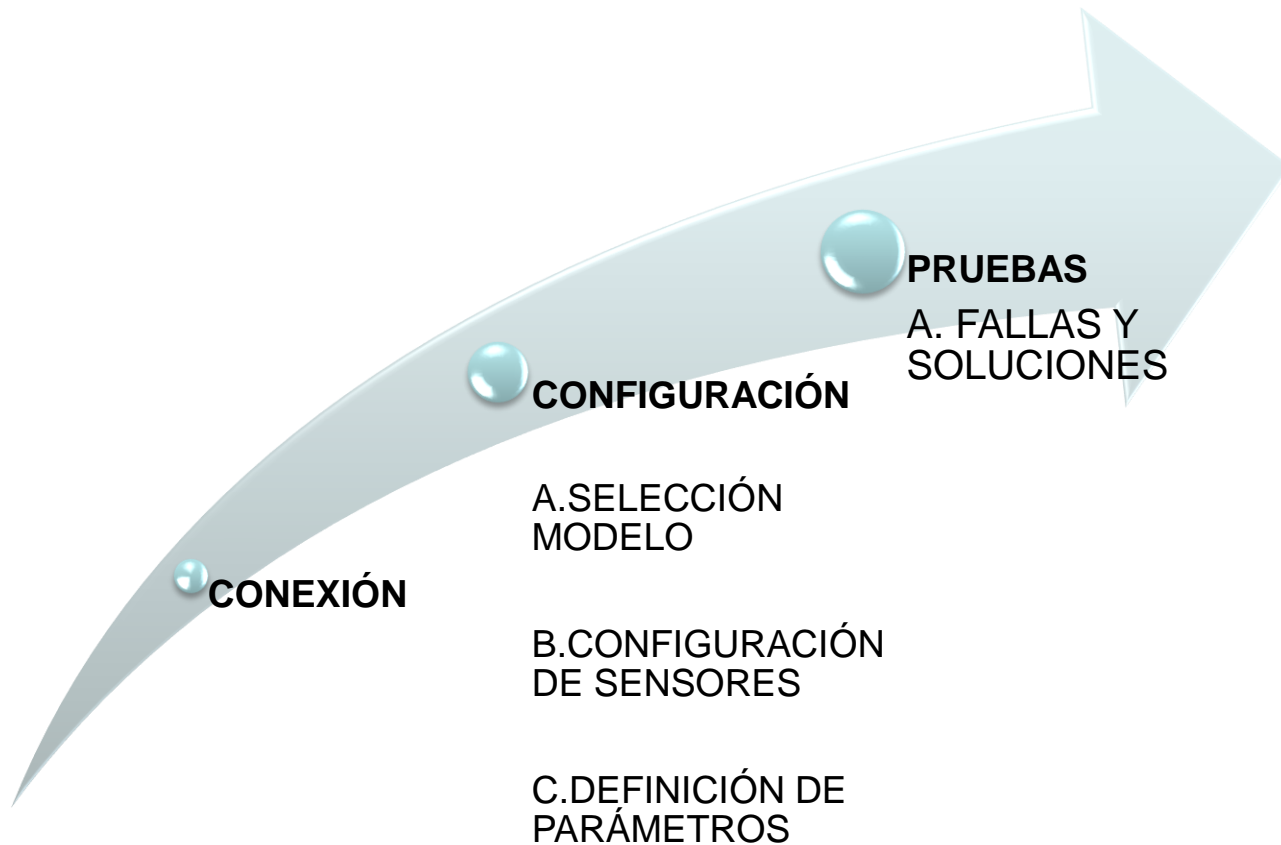 CONEXIÓN
CONFIGURACIÓN
A.SELECCIÓN
MODELO
B.CONFIGURACIÓN
DE SENSORES
C.DEFINICIÓN DE
PARÁMETROS
PRUEBAS
A. FALLAS Y
SOLUCIONES